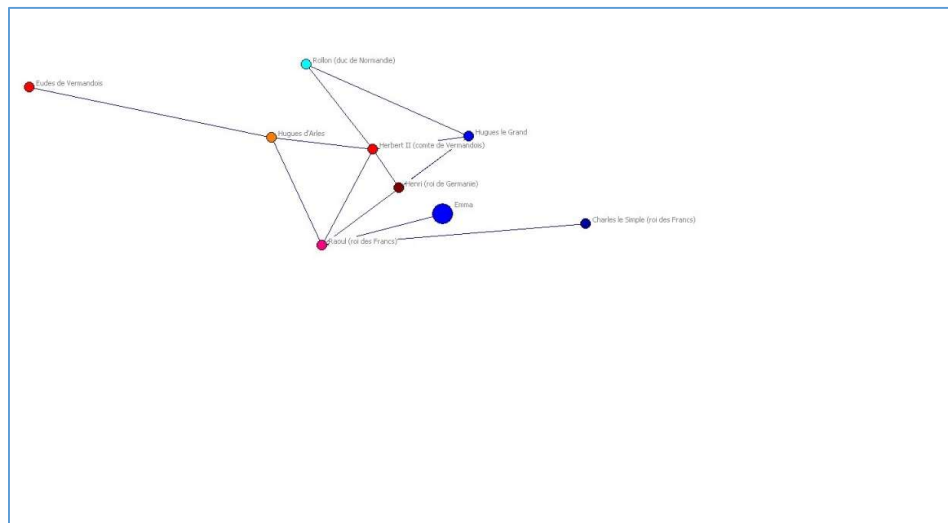 Rollon (duc de Normandie)
Eudes de Vermandois
Hugues d'Arles
Hugues le Grand
Herbert II (comte de Vermandois)
Henri (roi de Germanie)
Emma
Charles le Simple (roi des Francs)
Raoul (roi des Francs)